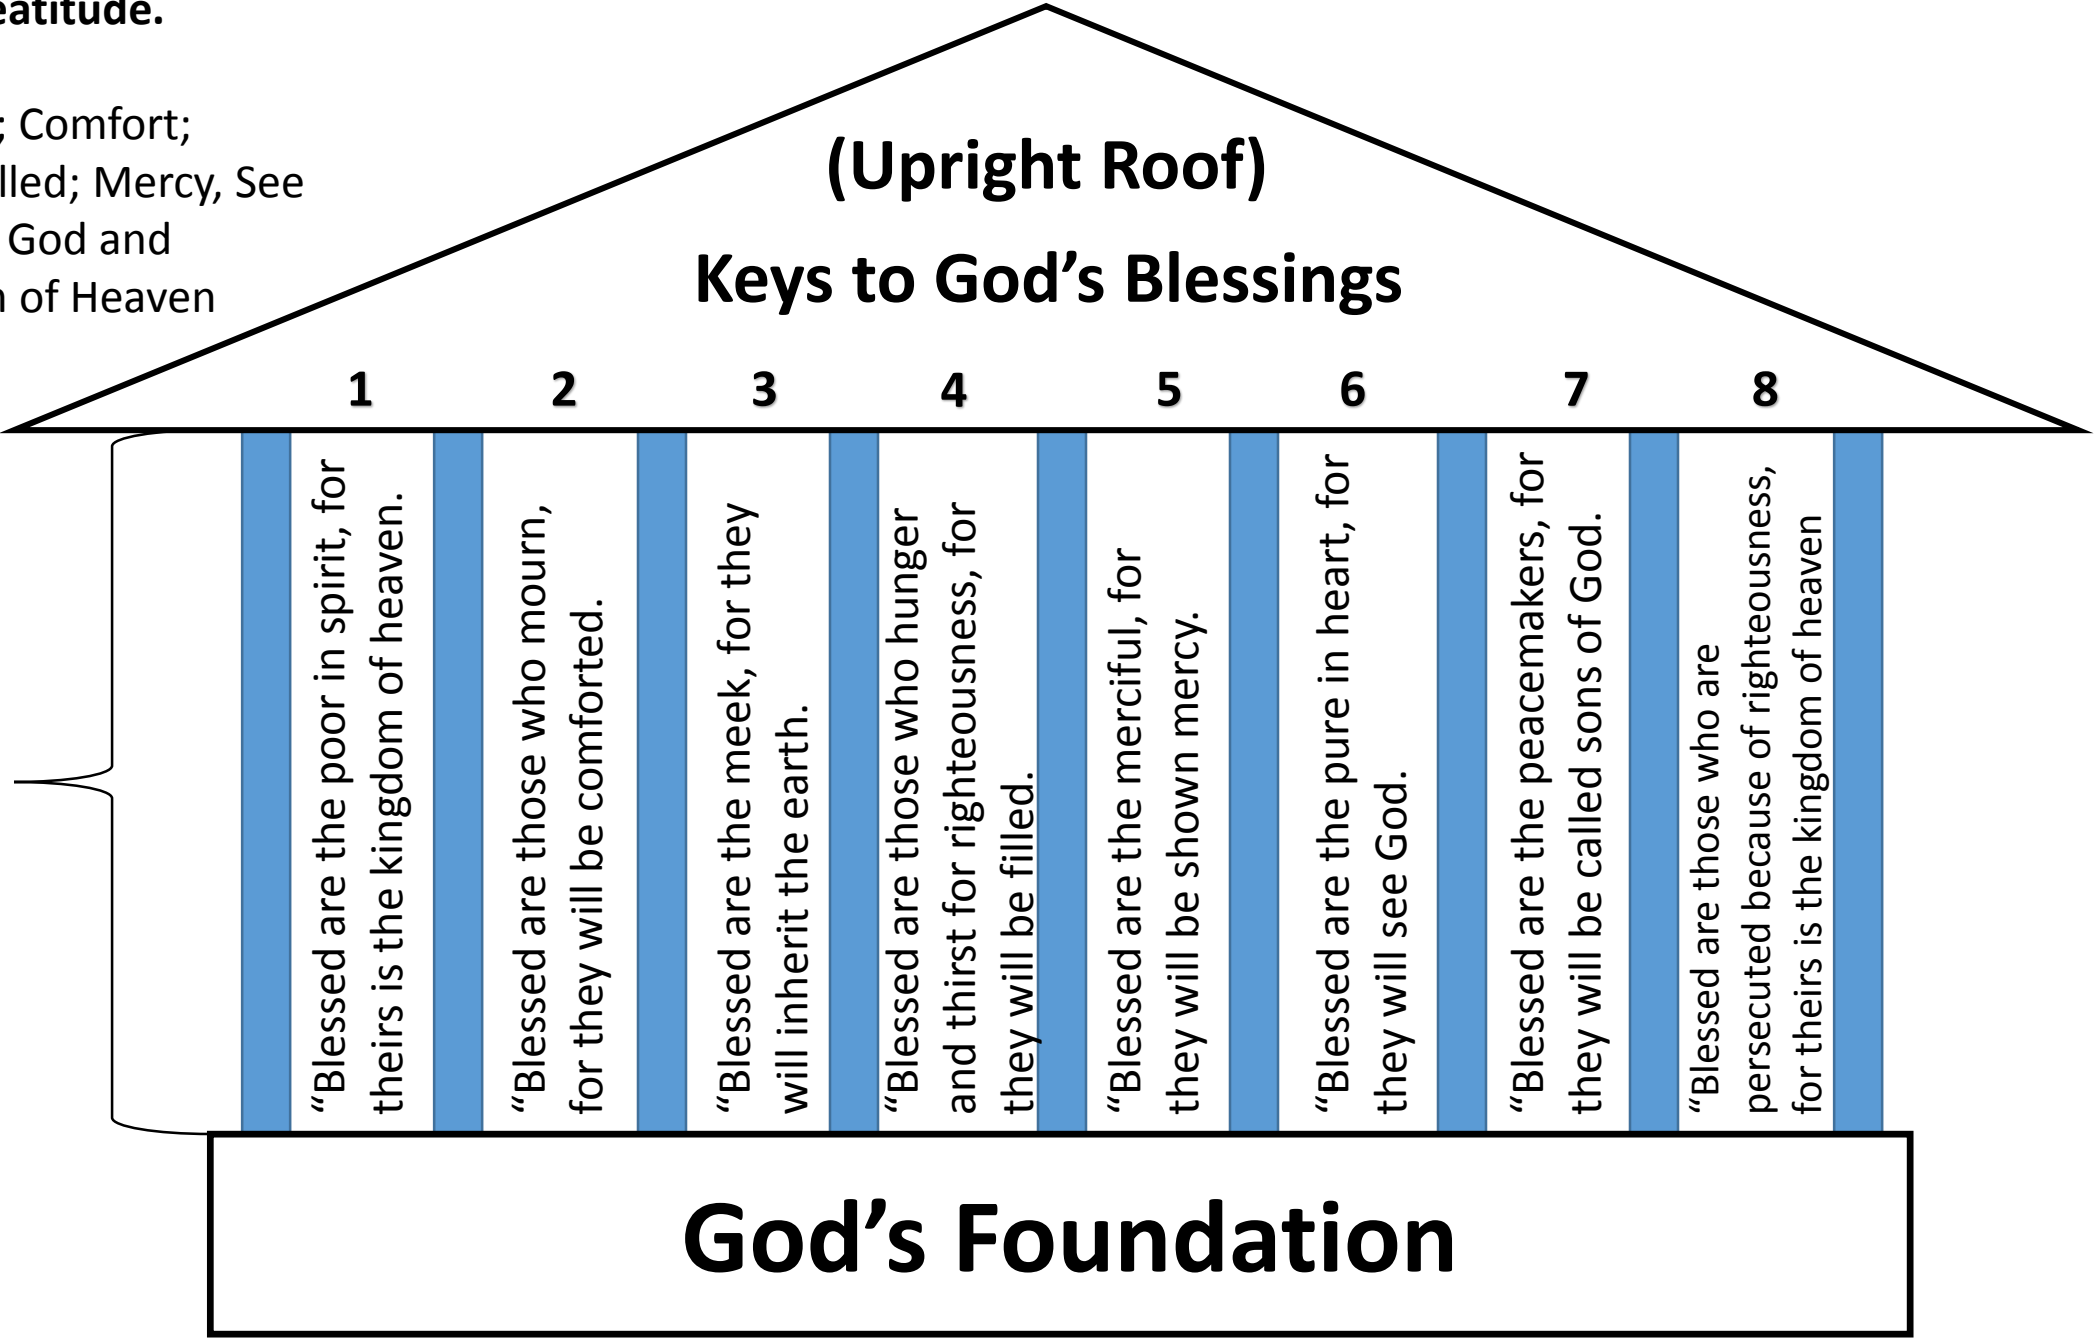 eatitude.
; Comfort;
lled; Mercy, See
God and
of Heaven
(Upright Roof)
Keys to God’s Blessings
1 2 3 4 5 6 7 8
“Blessed are the poor in spirit, for
theirs is the kingdom of heaven.
“Blessed are those who mourn,
for they will be comforted.
“Blessed are the meek, for they
will inherit the earth.
“Blessed are those who hunger
and thirst for righteousness, for
they will be filled.
“Blessed are the merciful, for
they will be shown mercy.
“Blessed are the pure in heart, for
they will see God.
“Blessed are the peacemakers, for
they will be called sons of God.
“Blessed are those who are
persecuted because of righteousness,
for theirs is the kingdom of heaven
God’s Foundation